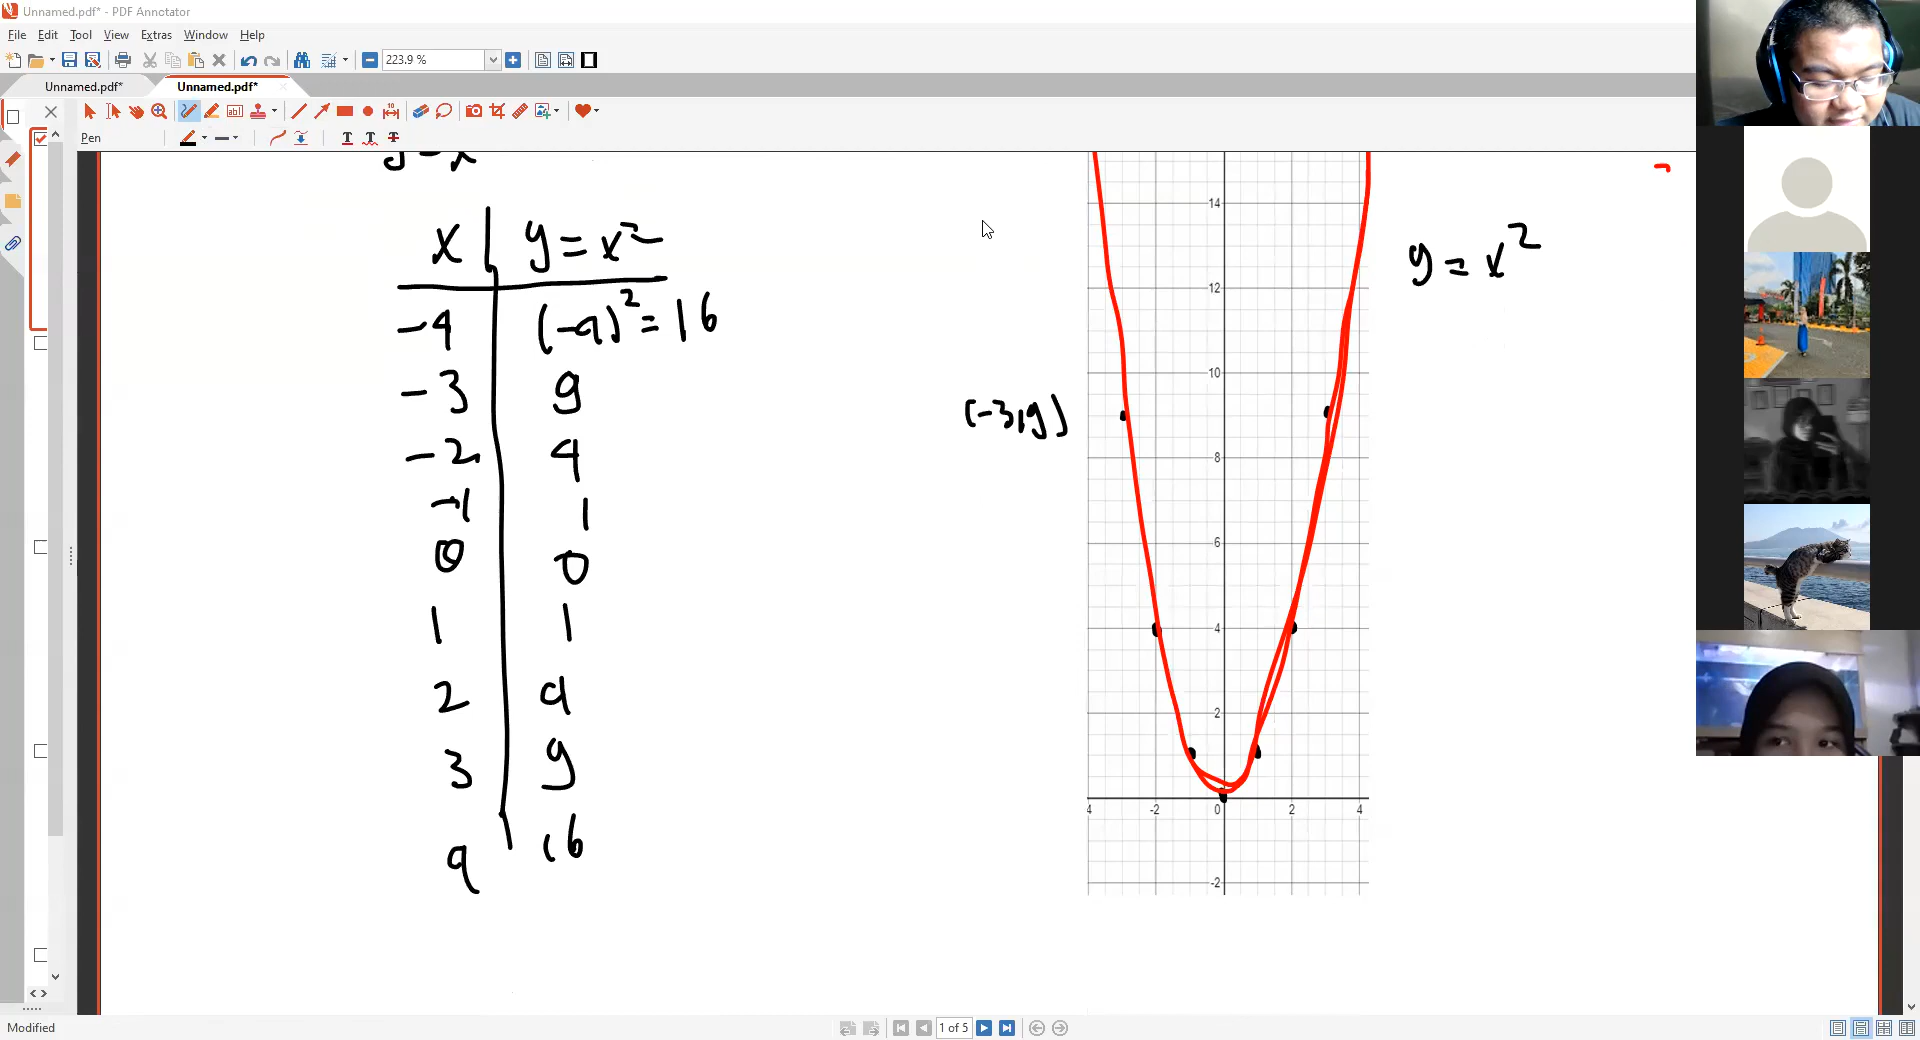 Unnamed.pdf* - PDF Annotator
File Edit Tool View Extras Window Help
223.9 %
Unnamed.pdf* Unnamed.pdf*
Pen
y = x
x y = x²
-4 (-4)² = 16
-3 9
-2 4
-1 1
0 0
1 1
2 4
3 9
4 16
14
12
10
8
6
4
2
4 -2 0 2 4
-2
(-3,9)
y = x²
Modified
1 of 5